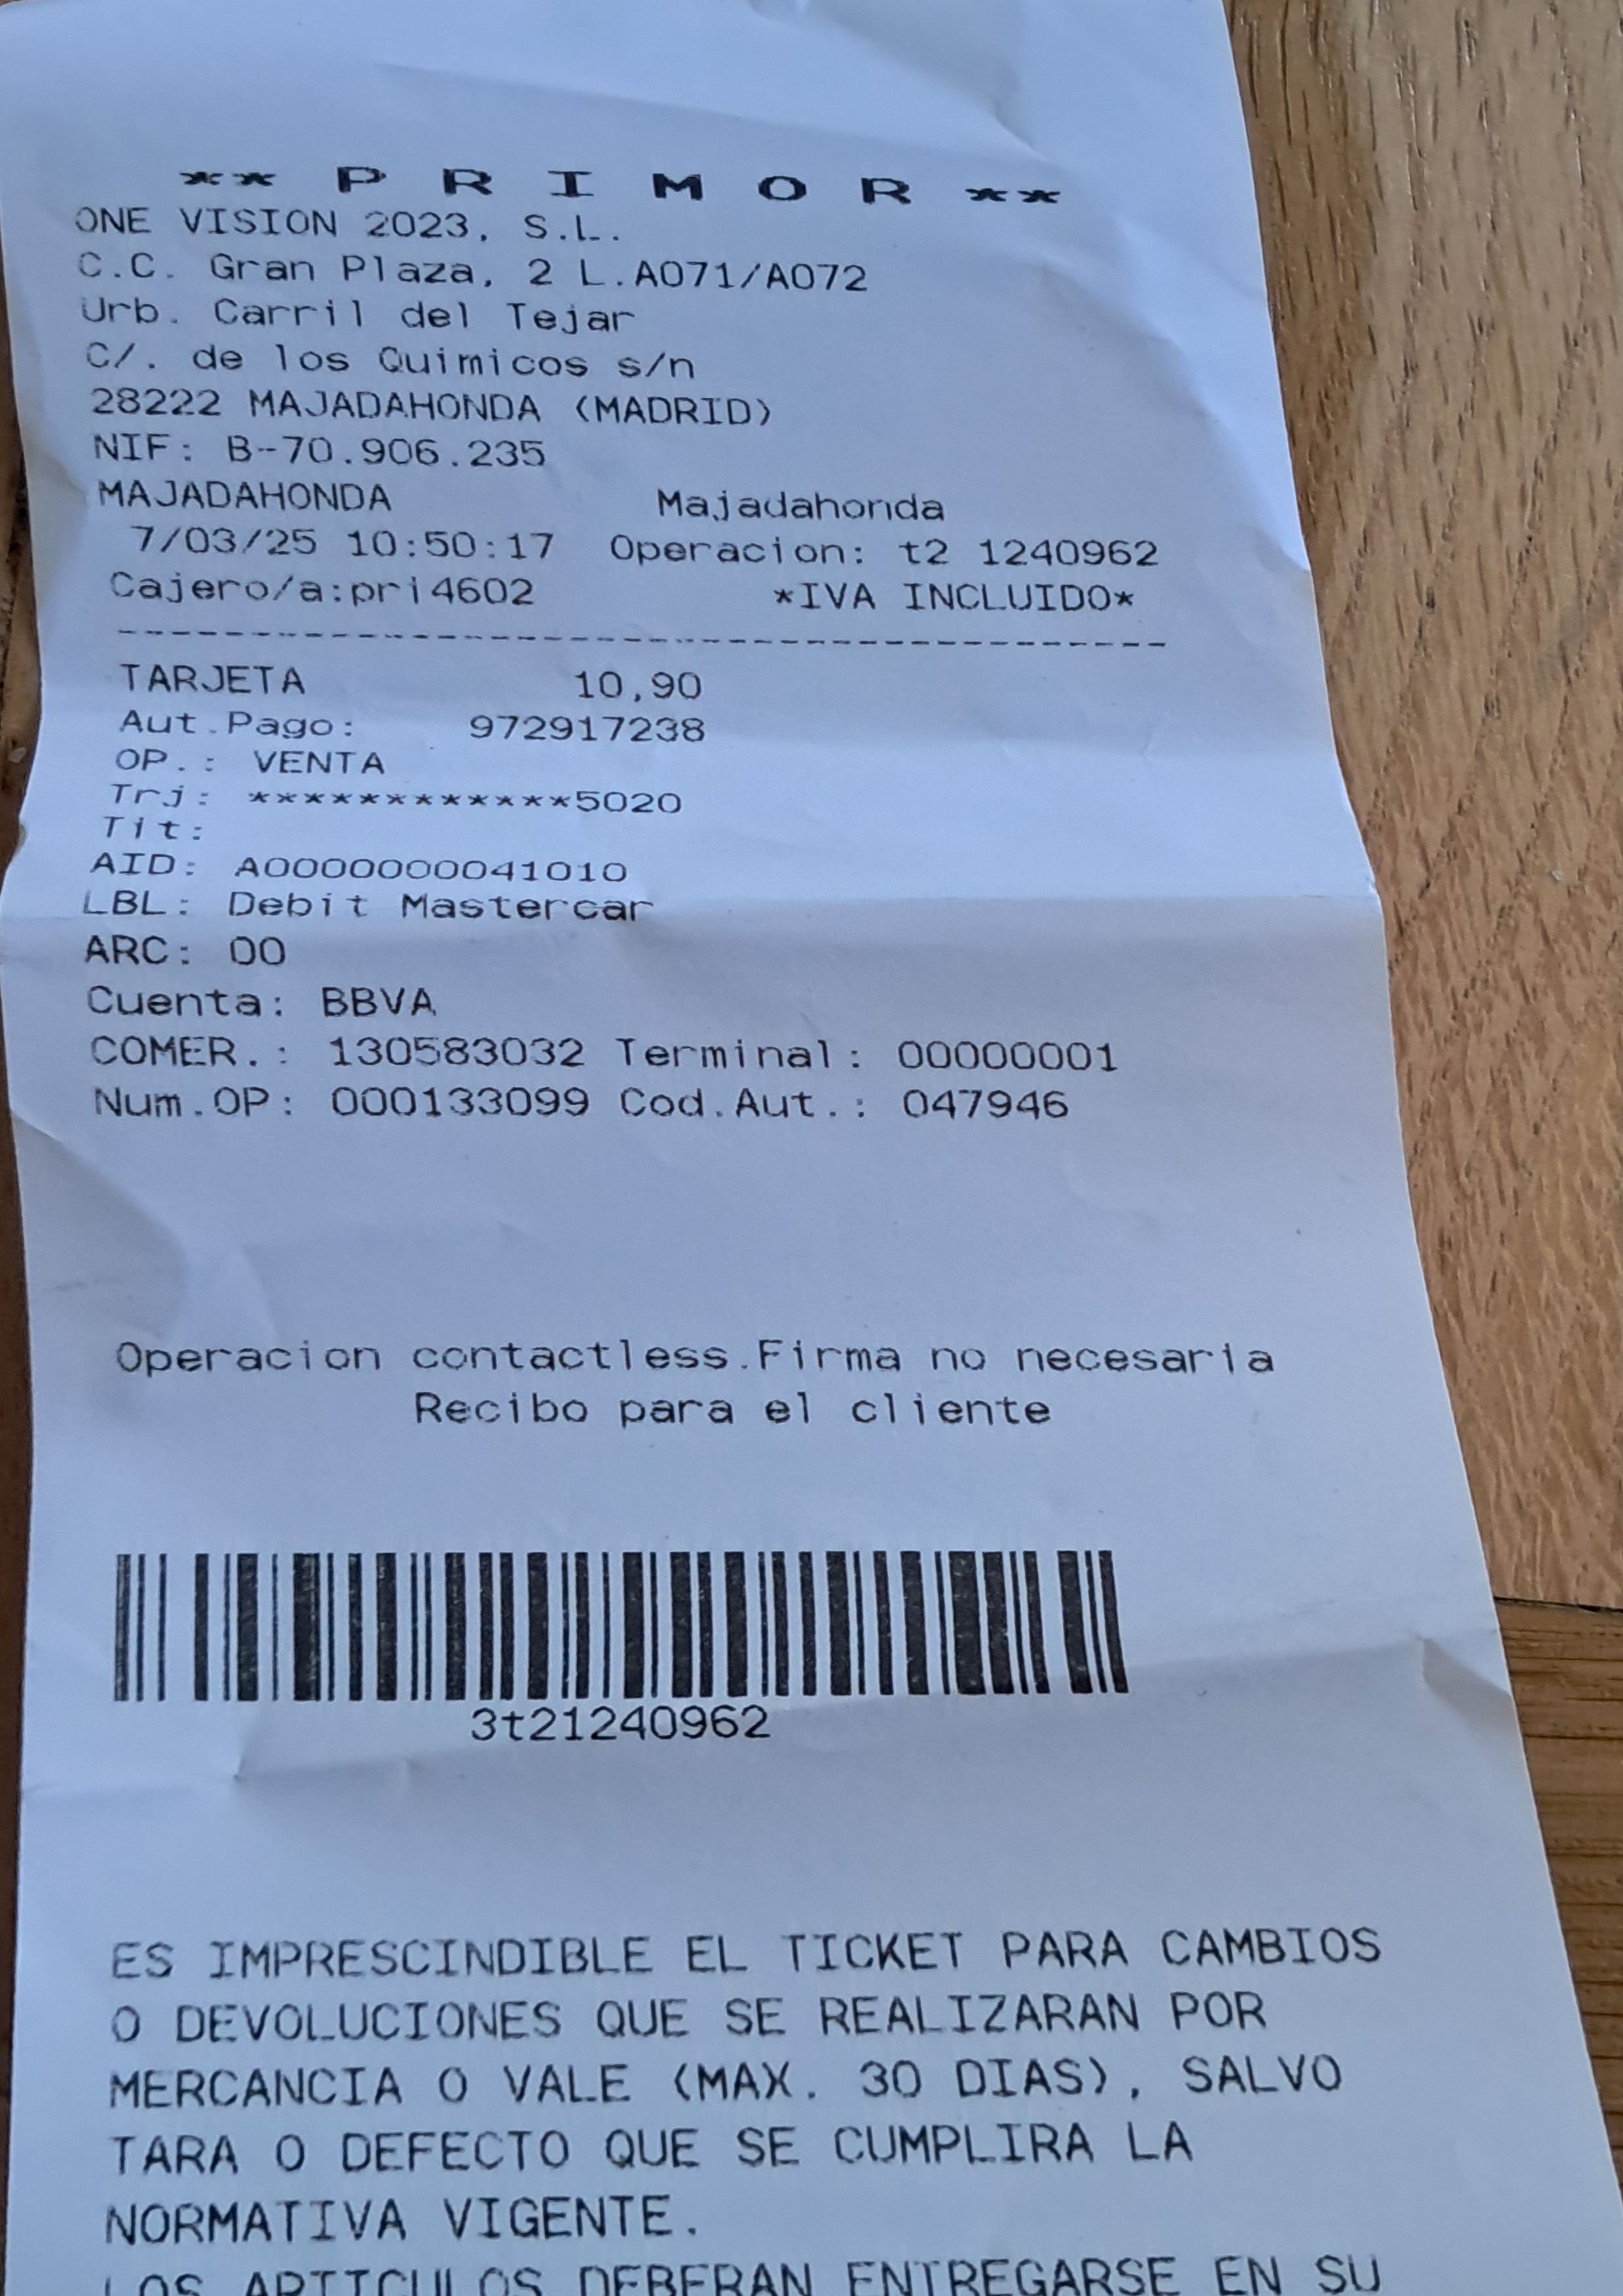 ** P R I M O R **
ONE VISION 2023, S.L.
C.C. Gran Plaza, 2 L.A071/A072
Urb. Carril del Tejar
C/. de los Quimicos s/n
28222 MAJADAHONDA (MADRID)
NIF: B-70.906.235
MAJADAHONDA Majadahonda
7/03/25 10:50:17 Operacion: t2 1240962
Cajero/a:pri4602 *IVA INCLUIDO*
----------------------------------------
TARJETA 10,90
Aut.Pago: 972917238
OP.: VENTA
Trj: ************5020
Tit:
AID: A0000000041010
LBL: Debit Mastercar
ARC: 00
Cuenta: BBVA
COMER.: 130583032 Terminal: 00000001
Num.OP: 000133099 Cod.Aut.: 047946
Operacion contactless.Firma no necesaria
Recibo para el cliente
3t21240962
ES IMPRESCINDIBLE EL TICKET PARA CAMBIOS
O DEVOLUCIONES QUE SE REALIZARAN POR
MERCANCIA O VALE (MAX. 30 DIAS), SALVO
TARA O DEFECTO QUE SE CUMPLIRA LA
NORMATIVA VIGENTE.
LOS ARTICULOS DEBERAN ENTREGARSE EN SU